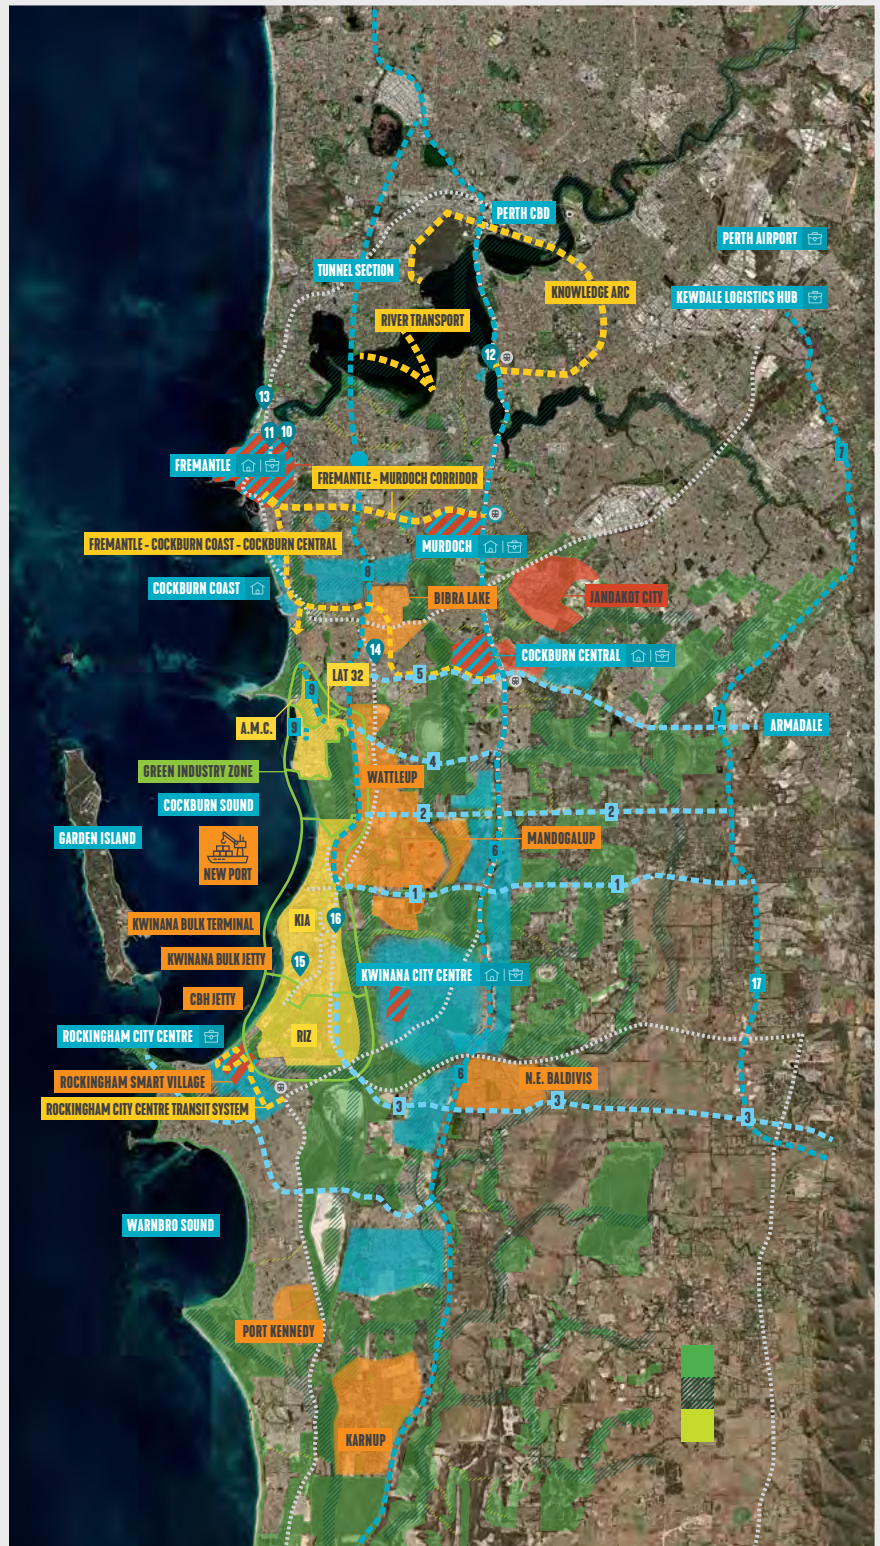 PERTH CBD
PERTH AIRPORT
TUNNEL SECTION
KNOWLEDGE ARC
KEWDALE LOGISTICS HUB
RIVER TRANSPORT
12
13
11
10
7
FREMANTLE
FREMANTLE - MURDOCH CORRIDOR
FREMANTLE - COCKBURN COAST - COCKBURN CENTRAL
MURDOCH
6
COCKBURN COAST
BIBRA LAKE
JANDAKOT CITY
14
COCKBURN CENTRAL
LAT 32
5
9
7
A.M.C.
9
ARMADALE
4
GREEN INDUSTRY ZONE
WATTLEUP
COCKBURN SOUND
2
2
GARDEN ISLAND
NEW PORT
MANDOGALUP
6
1
1
KWINANA BULK TERMINAL
KIA
16
KWINANA BULK JETTY
15
KWINANA CITY CENTRE
17
CBH JETTY
ROCKINGHAM CITY CENTRE
RIZ
ROCKINGHAM SMART VILLAGE
6
N.E. BALDIVIS
ROCKINGHAM CITY CENTRE TRANSIT SYSTEM
3
3
3
WARNBRO SOUND
PORT KENNEDY
KARNUP